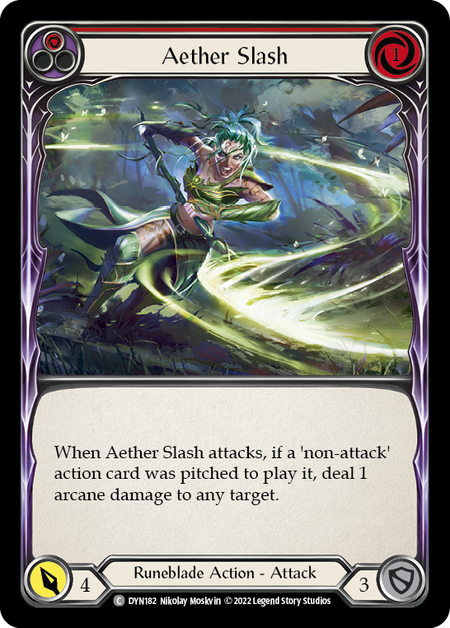 Aether Slash
1
When Aether Slash attacks, if a 'non-attack'
action card was pitched to play it, deal 1
arcane damage to any target.
4
Runeblade Action - Attack
3
C DYN182 Nikolay Moskvin ©2022 Legend Story Studios